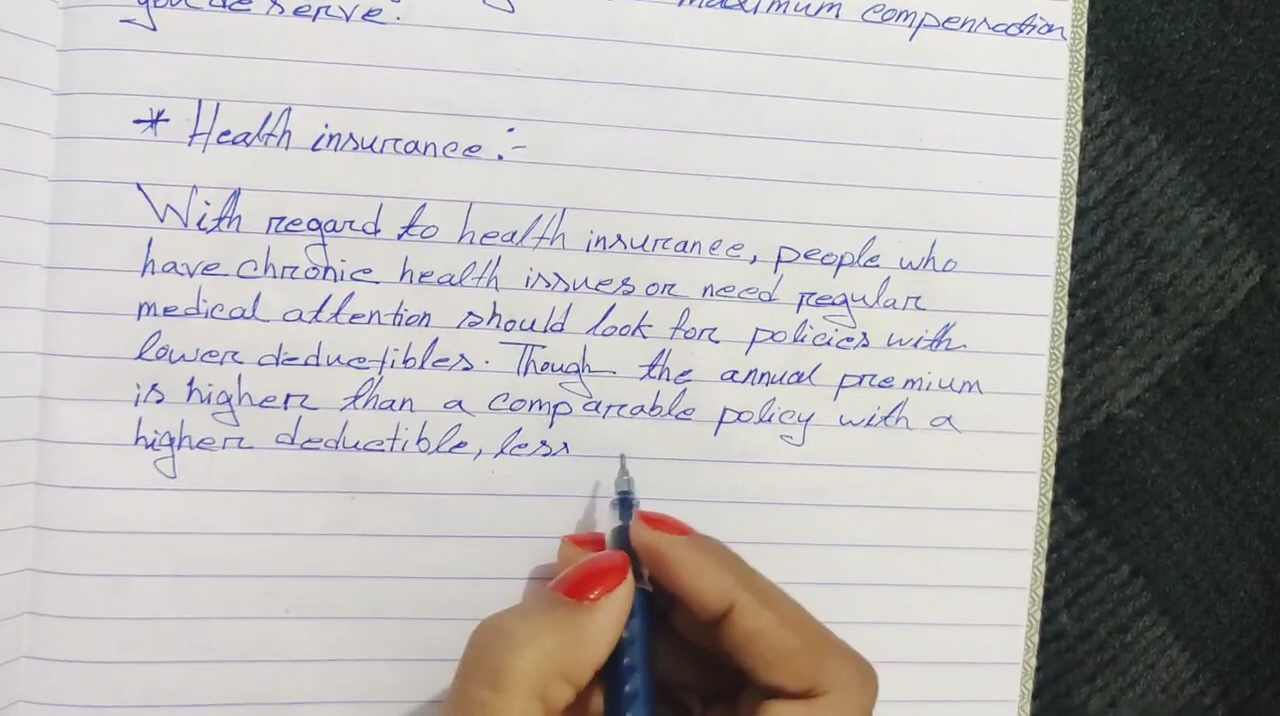 you deserve. maximum compensation
* Health insurance :-
With regard to health insurance, people who
have chronic health issues or need regular
medical attention should look for policies with
lower deductibles. Though the annual premium
is higher than a comparable policy with a
higher deductible, less